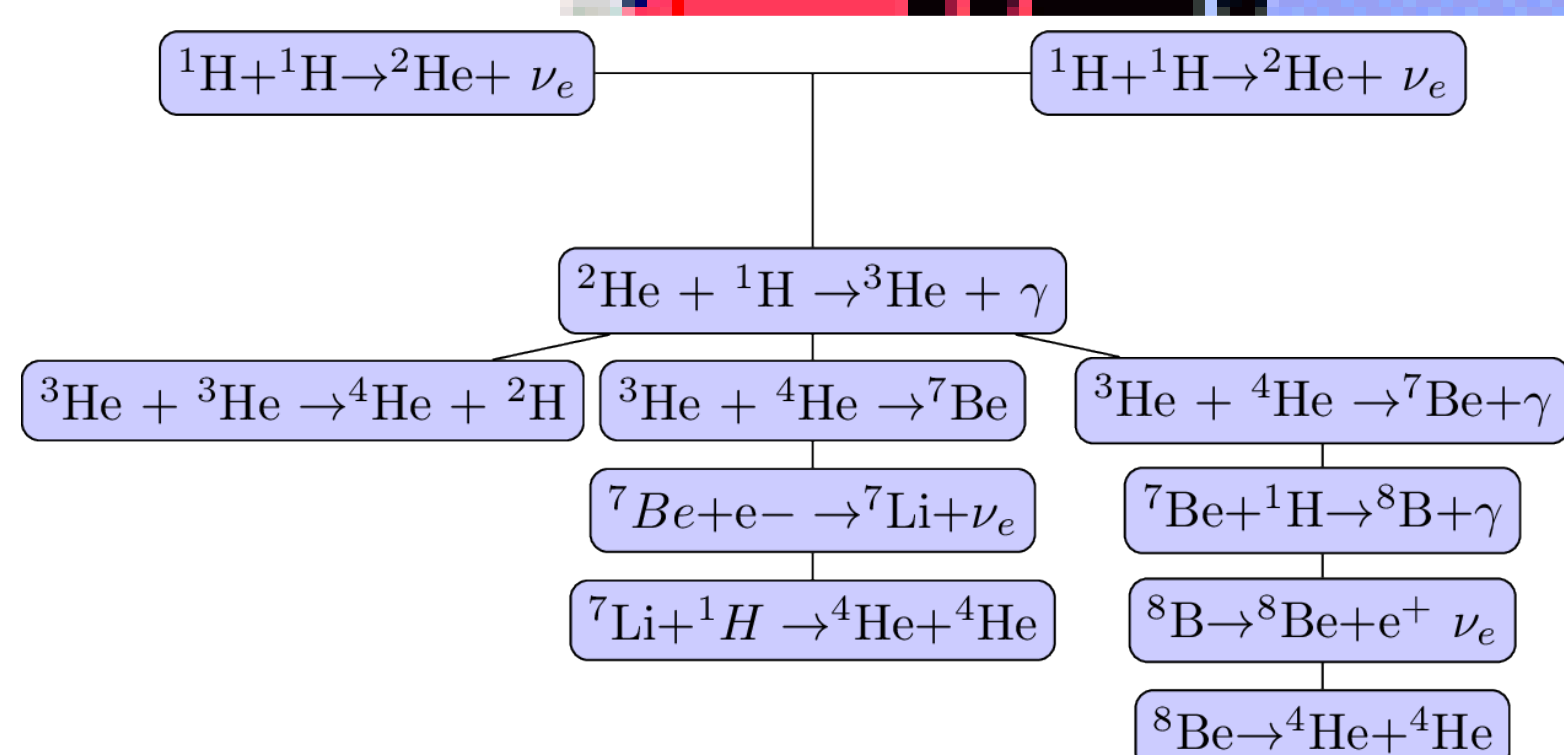 ¹H+¹H→²He+ νₑ
¹H+¹H→²He+ νₑ
²He + ¹H →³He + γ
³He + ³He →⁴He + ²H
³He + ⁴He →⁷Be
³He + ⁴He →⁷Be+γ
⁷Be+e− →⁷Li+νₑ
⁷Be+¹H→⁸B+γ
⁷Li+¹H →⁴He+⁴He
⁸B→⁸Be+e⁺ νₑ
⁸Be→⁴He+⁴He